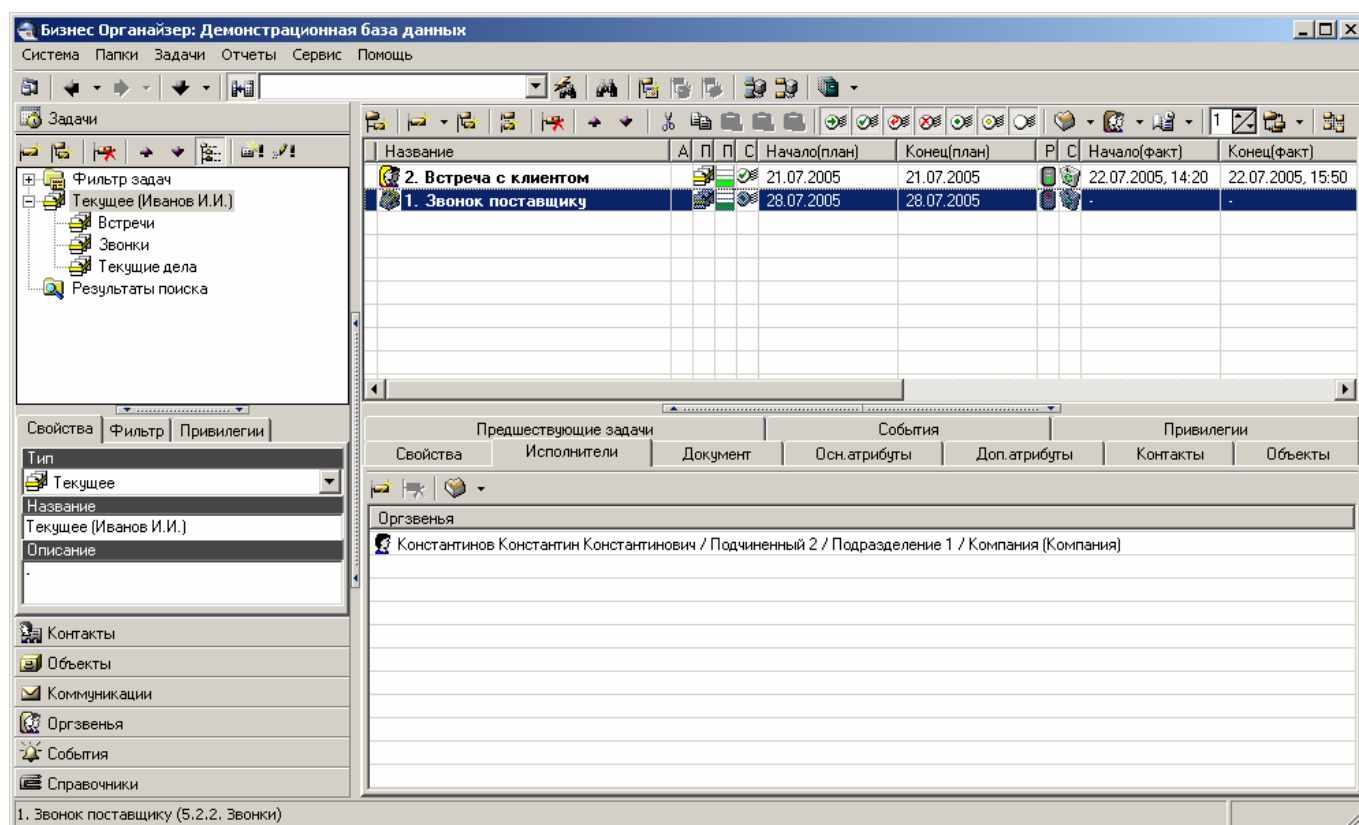 Бизнес Органайзер: Демонстрационная база данных
Система Папки Задачи Отчеты Сервис Помощь
Задачи
1
Фильтр задач
Текущее (Иванов И.И.)
Встречи
Звонки
Текущие дела
Результаты поиска
Название А П П С Начало(план) Конец(план) Р С Начало(факт) Конец(факт)
2. Встреча с клиентом 21.07.2005 21.07.2005 22.07.2005, 14:20 22.07.2005, 15:50
1. Звонок поставщику 28.07.2005 28.07.2005 - -
Свойства Фильтр Привилегии
Тип
Текущее
Название
Текущее (Иванов И.И.)
Описание
-
Предшествующие задачи События Привилегии
Свойства Исполнители Документ Осн.атрибуты Доп.атрибуты Контакты Объекты
Оргзвенья
Константинов Константин Константинович / Подчиненный 2 / Подразделение 1 / Компания (Компания)
Контакты
Объекты
Коммуникации
Оргзвенья
События
Справочники
1. Звонок поставщику (5.2.2. Звонки)